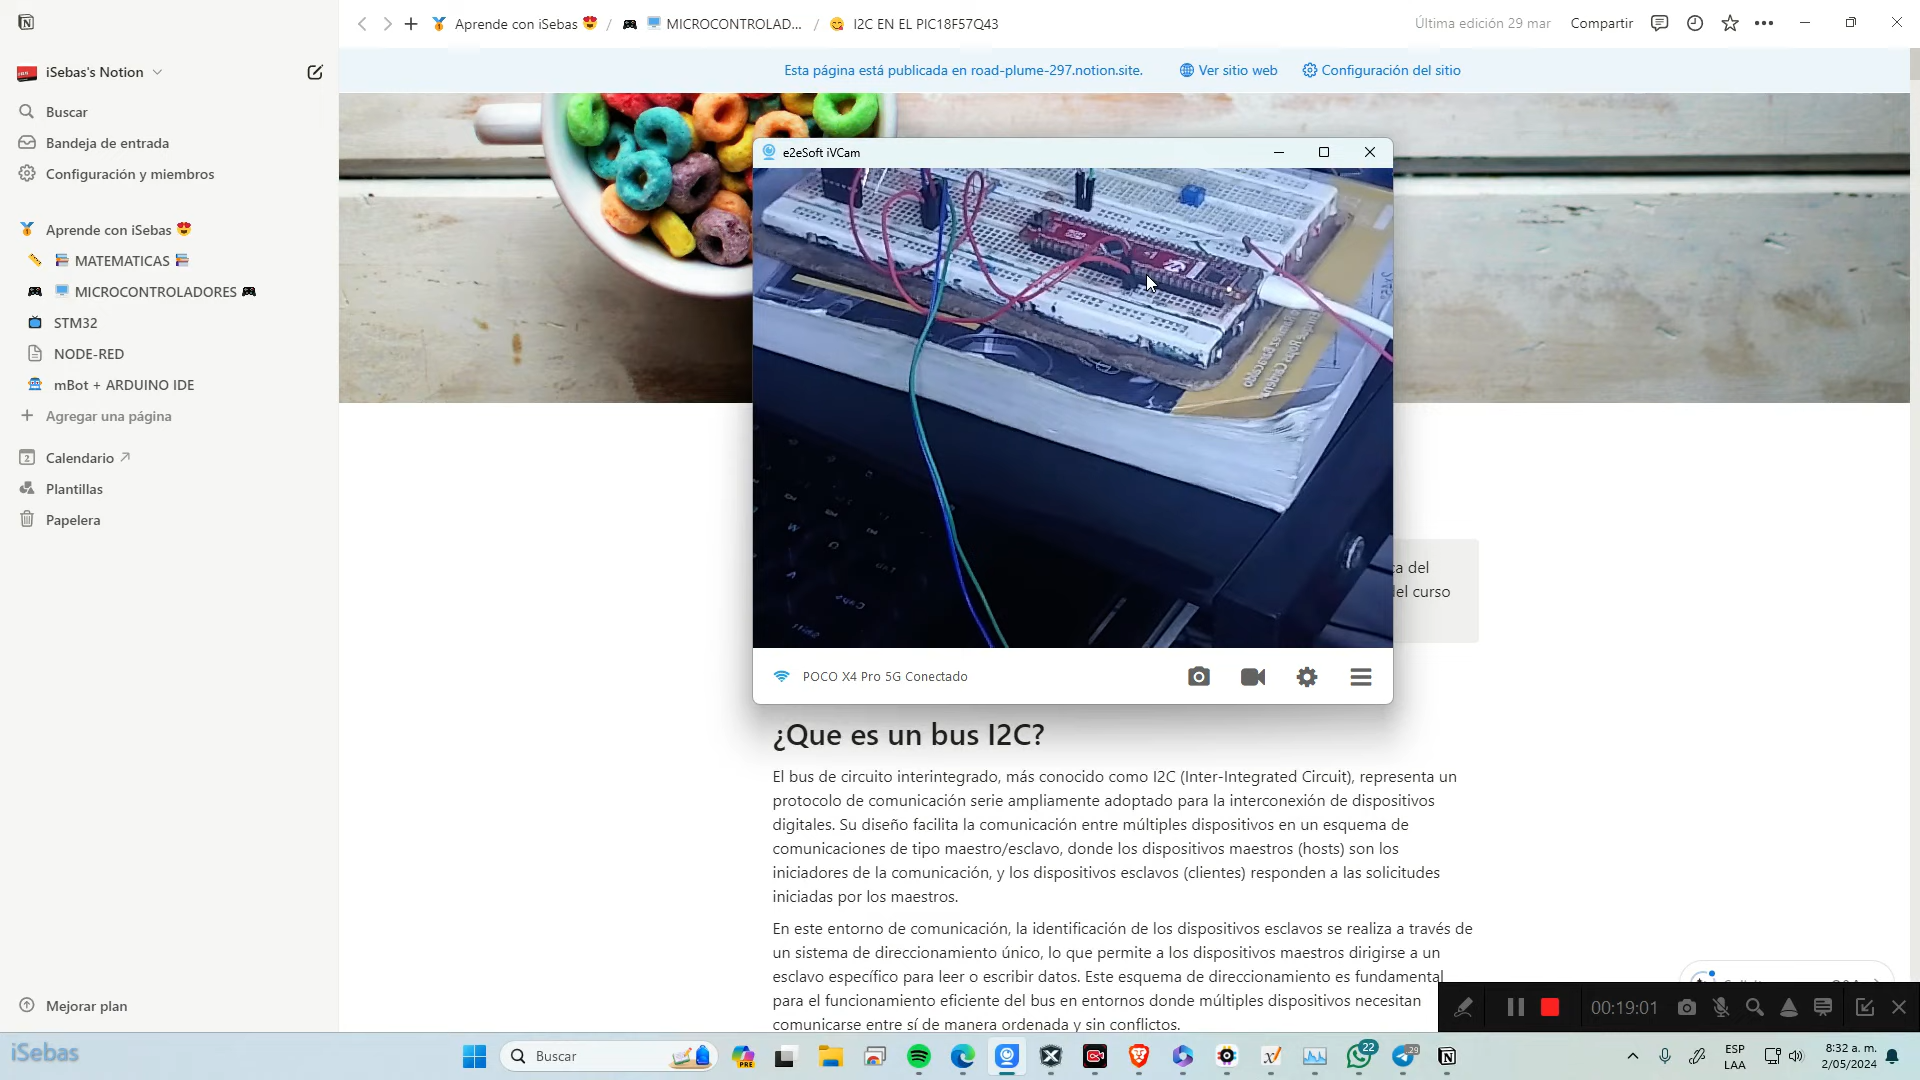 Aprende con iSebas / MICROCONTROLAD... / I2C EN EL PIC18F57Q43
Última edición 29 mar
Compartir
iSebas's Notion
Esta página está publicada en road-plume-297.notion.site.
Ver sitio web
Configuración del sitio
Buscar
Bandeja de entrada
Configuración y miembros
Aprende con iSebas
MATEMATICAS
MICROCONTROLADORES
STM32
NODE-RED
mBot + ARDUINO IDE
Agregar una página
2 Calendario
Plantillas
Papelera
Mejorar plan
e2eSoft iVCam
POCO X4 Pro 5G Conectado
del
del curso
¿Que es un bus I2C?
El bus de circuito interintegrado, más conocido como I2C (Inter-Integrated Circuit), representa un
protocolo de comunicación serie ampliamente adoptado para la interconexión de dispositivos
digitales. Su diseño facilita la comunicación entre múltiples dispositivos en un esquema de
comunicaciones de tipo maestro/esclavo, donde los dispositivos maestros (hosts) son los
iniciadores de la comunicación, y los dispositivos esclavos (clientes) responden a las solicitudes
iniciadas por los maestros.
En este entorno de comunicación, la identificación de los dispositivos esclavos se realiza a través de
un sistema de direccionamiento único, lo que permite a los dispositivos maestros dirigirse a un
esclavo específico para leer o escribir datos. Este esquema de direccionamiento es fundamental
para el funcionamiento eficiente del bus en entornos donde múltiples dispositivos necesitan
comunicarse entre sí de manera ordenada y sin conflictos.
00:19:01
iSebas
Buscar
PRE
22
29
ESP
LAA
8:32 a. m.
2/05/2024